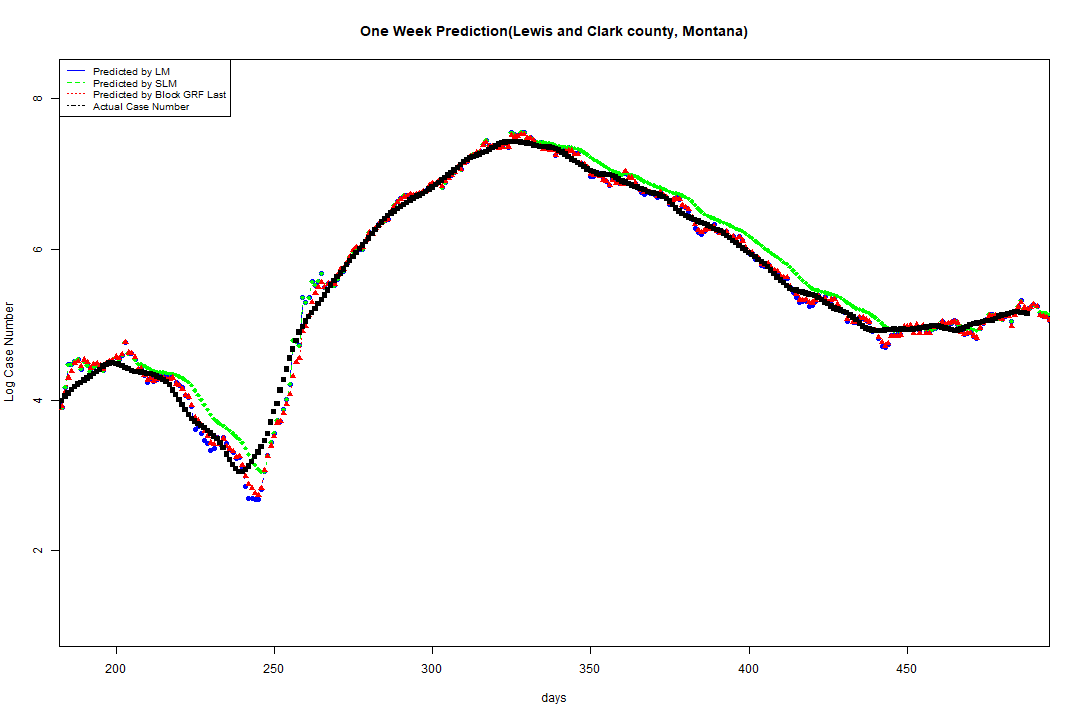 One Week Prediction(Lewis and Clark county, Montana)
Predicted by LM
Predicted by SLM
Predicted by Block GRF Last
Actual Case Number
8
6
4
2
Log Case Number
200 250 300 350 400 450
days